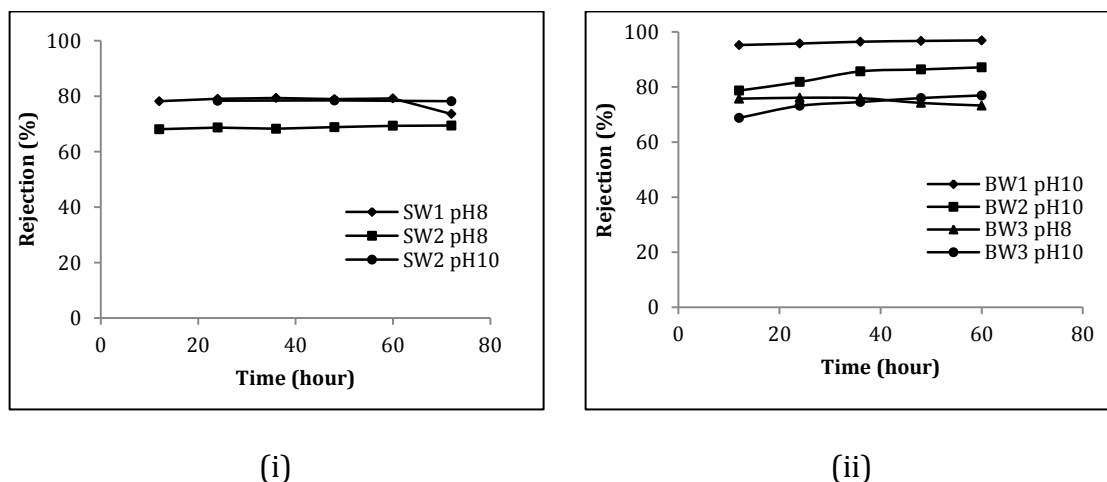 100
80
60
40
20
0
Rejection (%)
0 20 40 60 80
Time (hour)
SW1 pH8
SW2 pH8
SW2 pH10
(i)
100
80
60
40
20
0
Rejection (%)
0 20 40 60 80
Time (hour)
BW1 pH10
BW2 pH10
BW3 pH8
BW3 pH10
(ii)